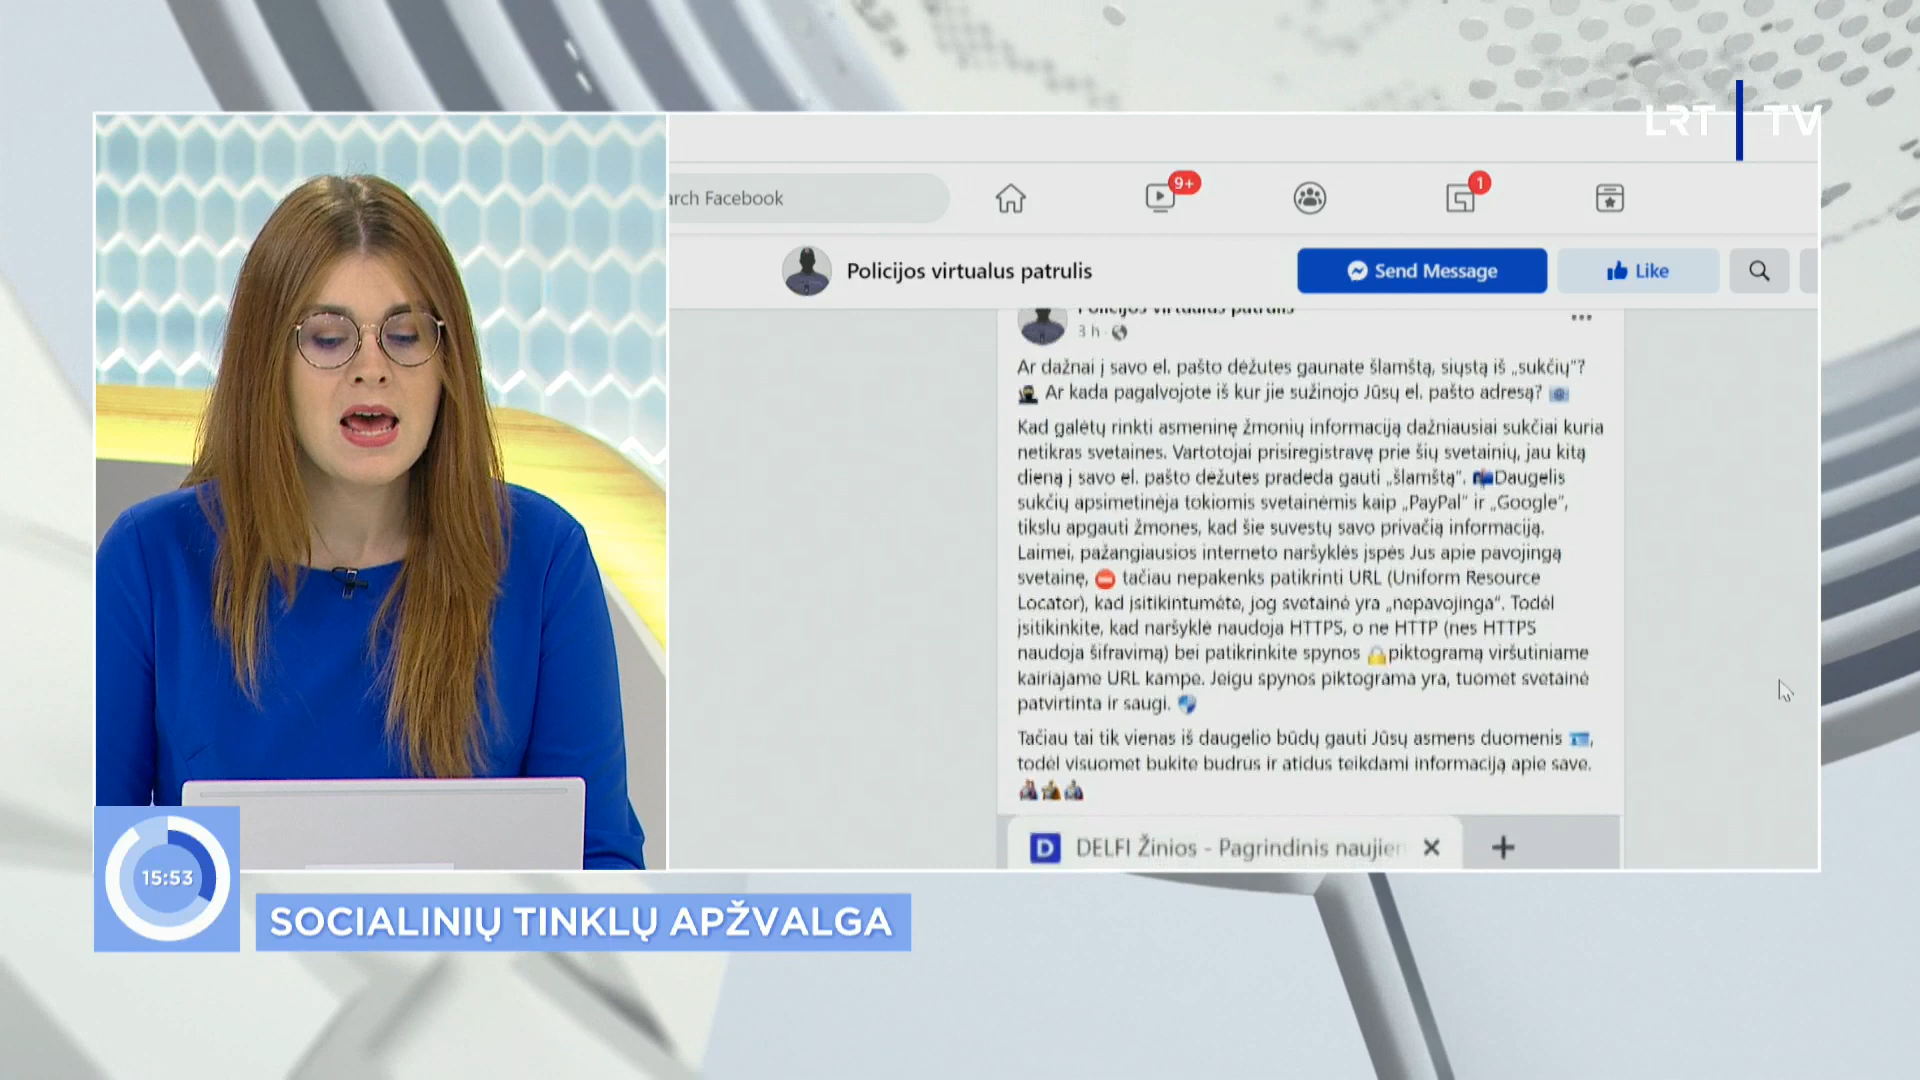 LRT TV
arch Facebook
9+
1
Policijos virtualus patrulis
Send Message
Like
Policijos virtualus patrulis
3 h
Ar dažnai į savo el. pašto dėžutes gaunate šlamštą, siųstą iš „sukčių“?
Ar kada pagalvojote iš kur jie sužinojo Jūsų el. pašto adresą?
Kad galėtų rinkti asmeninę žmonių informaciją dažniausiai sukčiai kuria
netikras svetaines. Vartotojai prisiregistravę prie šių svetainių, jau kitą
dieną į savo el. pašto dėžutes pradeda gauti „šlamštą“. Daugelis
sukčių apsimetinėja tokiomis svetainėmis kaip „PayPal“ ir „Google“,
tikslu apgauti žmones, kad šie suvestų savo privačią informaciją.
Laimei, pažangiausios interneto naršyklės įspės Jus apie pavojingą
svetainę, tačiau nepakenks patikrinti URL (Uniform Resource
Locator), kad įsitikintumėte, jog svetainė yra „nepavojinga“. Todėl
įsitikinkite, kad naršyklė naudoja HTTPS, o ne HTTP (nes HTTPS
naudoja šifravimą) bei patikrinkite spynos piktogramą viršutiniame
kairiajame URL kampe. Jeigu spynos piktograma yra, tuomet svetainė
patvirtinta ir saugi.
Tačiau tai tik vienas iš daugelio būdų gauti Jūsų asmens duomenis ,
todėl visuomet bukite budrus ir atidus teikdami informaciją apie save.
D DELFI Žinios - Pagrindinis naujien
15:53
SOCIALINIŲ TINKLŲ APŽVALGA